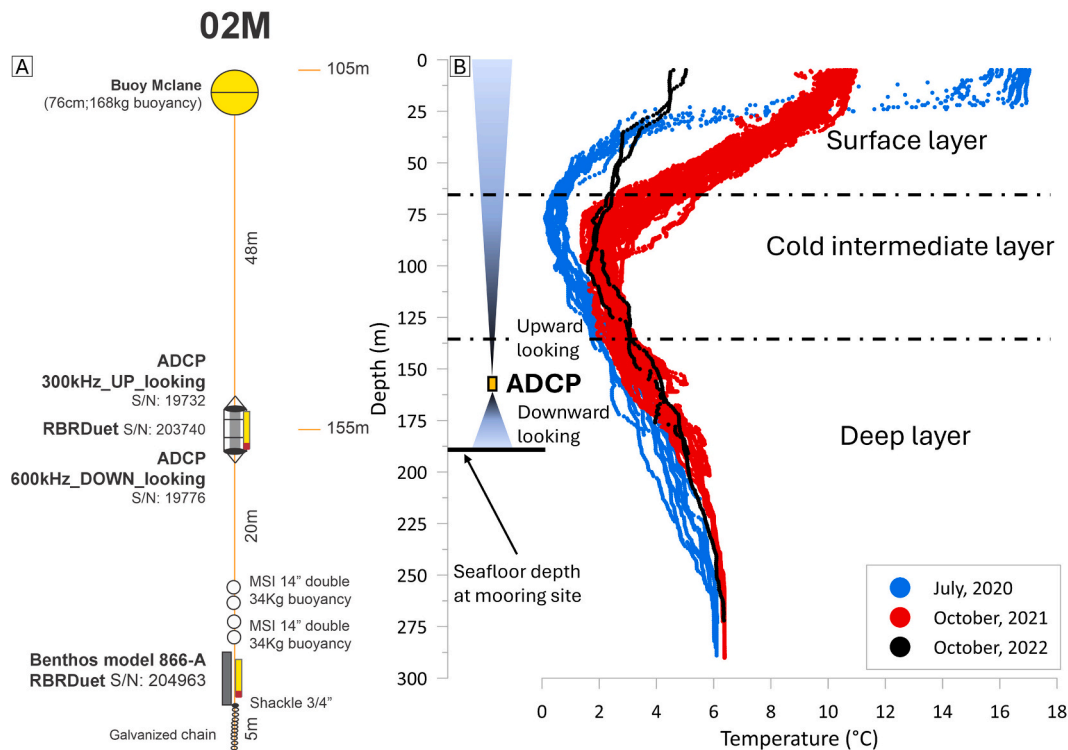 02M
A
Buoy Mclane
(76cm;168kg buoyancy)
105m
48m
ADCP
300kHz_UP_looking
S/N: 19732
RBRDuet S/N: 203740
155m
ADCP
600kHz_DOWN_looking
S/N: 19776
20m
MSI 14” double
34Kg buoyancy
MSI 14” double
34Kg buoyancy
Benthos model 866-A
RBRDuet S/N: 204963
Shackle 3/4”
Galvanized chain
5m
B
0
25
50
75
100
125
150
175
200
225
250
275
300
Depth (m)
Surface layer
Cold intermediate layer
Upward
looking
ADCP
Downward
looking
Deep layer
Seafloor depth
at mooring site
July, 2020
October, 2021
October, 2022
0 2 4 6 8 10 12 14 16 18
Temperature (°C)